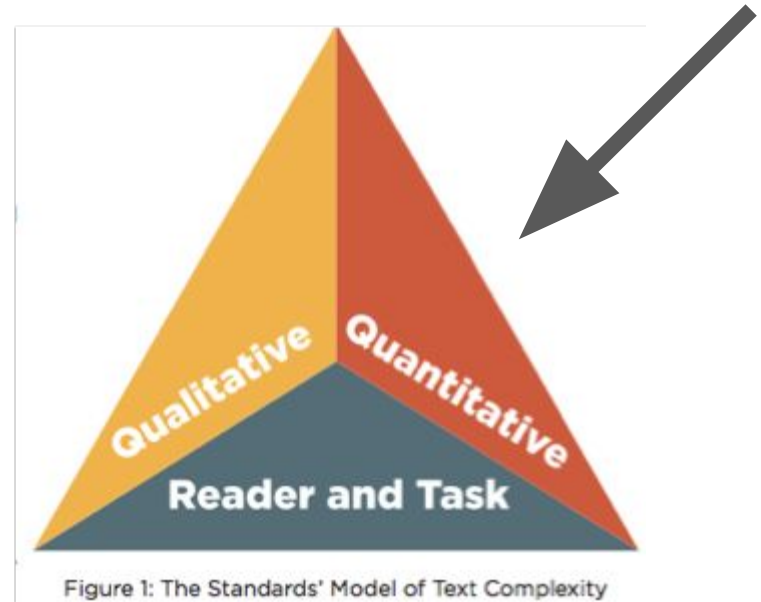 Qualitative
Quantitative
Reader and Task
Figure 1: The Standards' Model of Text Complexity